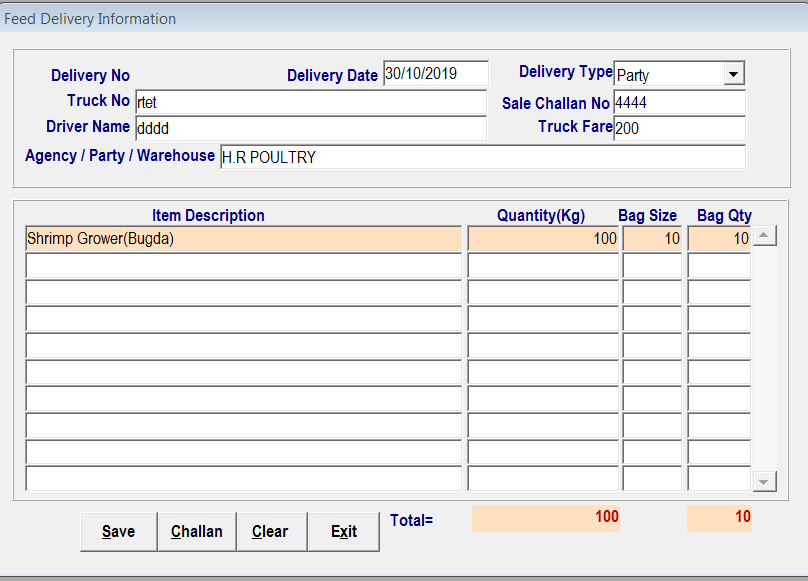 Feed Delivery Information
Delivery No Delivery Date 30/10/2019 Delivery Type Party
Truck No rtet Sale Challan No 4444
Driver Name dddd Truck Fare 200
Agency / Party / Warehouse H.R POULTRY
Item Description Quantity(Kg) Bag Size Bag Qty
Shrimp Grower(Bugda) 100 10 10
Save Challan Clear Exit Total= 100 10